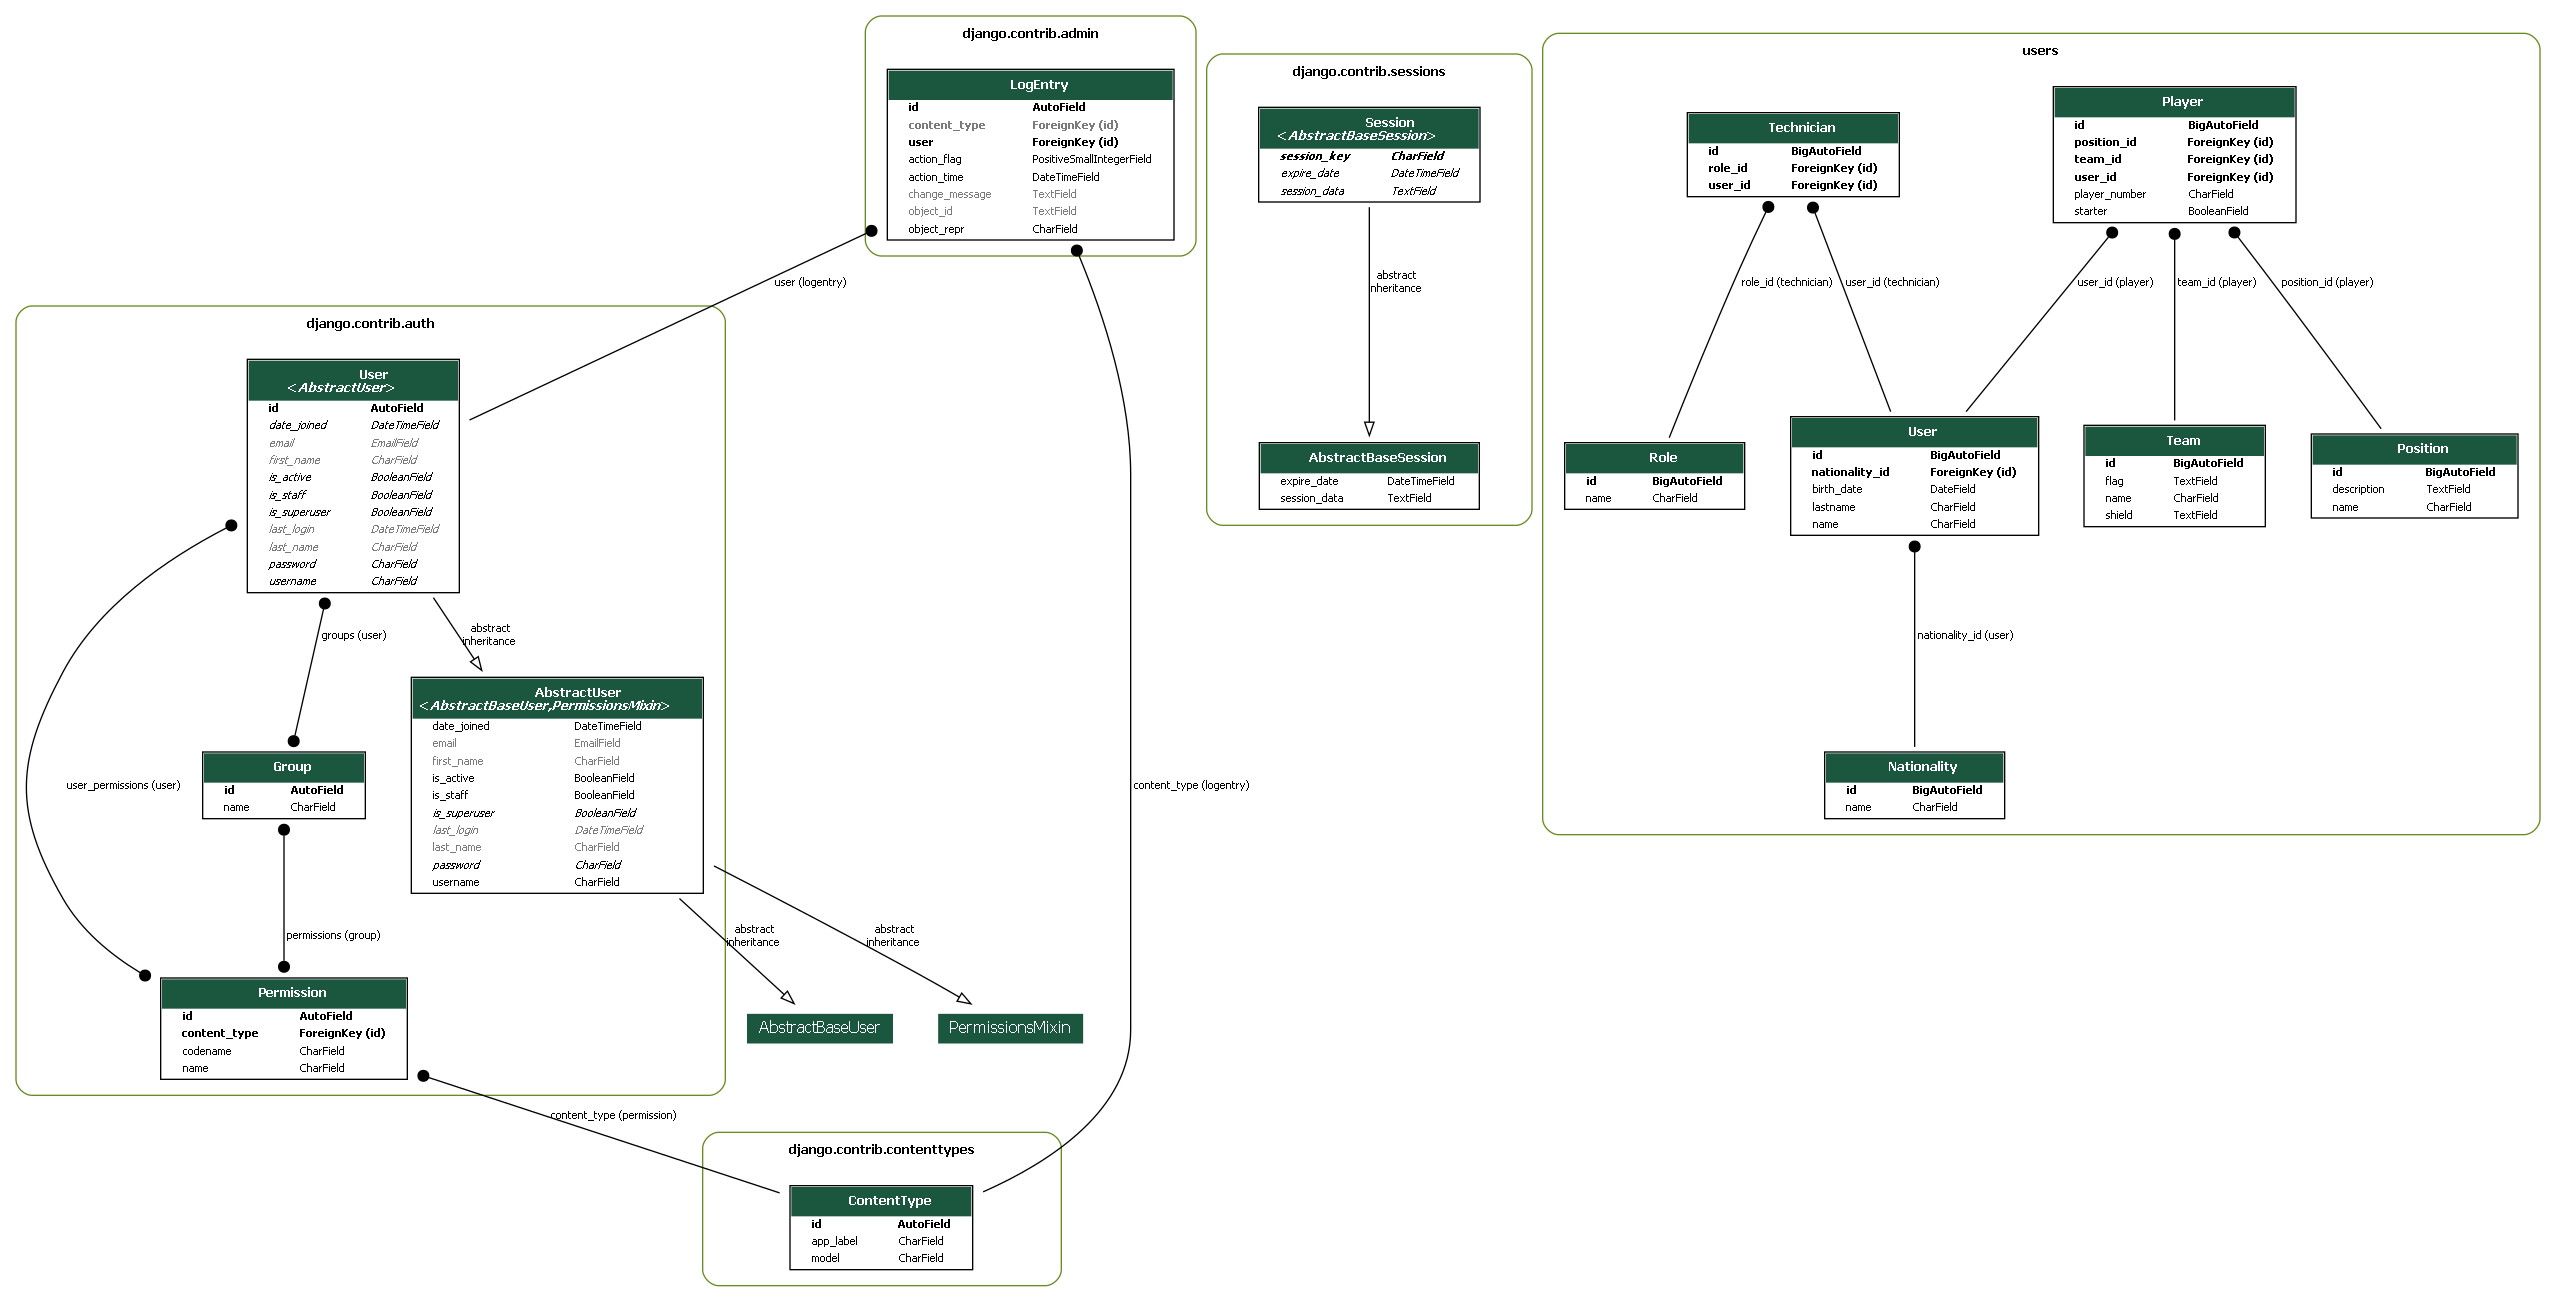 django.contrib.admin
LogEntry
id AutoField
content_type ForeignKey (id)
user ForeignKey (id)
action_flag PositiveSmallIntegerField
action_time DateTimeField
change_message TextField
object_id TextField
object_repr CharField
django.contrib.sessions
Session
<AbstractBaseSession>
session_key CharField
expire_date DateTimeField
session_data TextField
abstract
inheritance
AbstractBaseSession
expire_date DateTimeField
session_data TextField
users
Technician
id BigAutoField
role_id ForeignKey (id)
user_id ForeignKey (id)
Player
id BigAutoField
position_id ForeignKey (id)
team_id ForeignKey (id)
user_id ForeignKey (id)
player_number CharField
starter BooleanField
role_id (technician)
user_id (technician)
user_id (player)
team_id (player)
position_id (player)
Role
id BigAutoField
name CharField
User
id BigAutoField
nationality_id ForeignKey (id)
birth_date DateField
lastname CharField
name CharField
Team
id BigAutoField
flag TextField
name CharField
shield TextField
Position
id BigAutoField
description TextField
name CharField
nationality_id (user)
Nationality
id BigAutoField
name CharField
user (logentry)
django.contrib.auth
User
<AbstractUser>
id AutoField
date_joined DateTimeField
email EmailField
first_name CharField
is_active BooleanField
is_staff BooleanField
is_superuser BooleanField
last_login DateTimeField
last_name CharField
password CharField
username CharField
groups (user)
abstract
inheritance
AbstractUser
<AbstractBaseUser,PermissionsMixin>
date_joined DateTimeField
email EmailField
first_name CharField
is_active BooleanField
is_staff BooleanField
is_superuser BooleanField
last_login DateTimeField
last_name CharField
password CharField
username CharField
Group
id AutoField
name CharField
user_permissions (user)
content_type (logentry)
permissions (group)
abstract
inheritance
abstract
inheritance
Permission
id AutoField
content_type ForeignKey (id)
codename CharField
name CharField
AbstractBaseUser
PermissionsMixin
content_type (permission)
django.contrib.contenttypes
ContentType
id AutoField
app_label CharField
model CharField